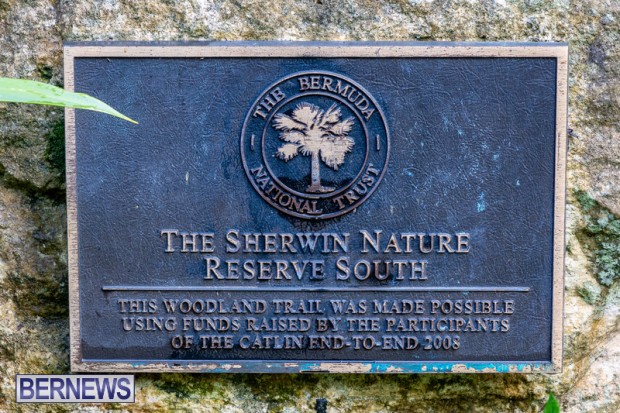 THE BERMUDA
NATIONAL TRUST
THE SHERWIN NATURE
RESERVE SOUTH
THIS WOODLAND TRAIL WAS MADE POSSIBLE
USING FUNDS RAISED BY THE PARTICIPANTS
OF THE CATLIN END-TO-END 2008
BERNEWS